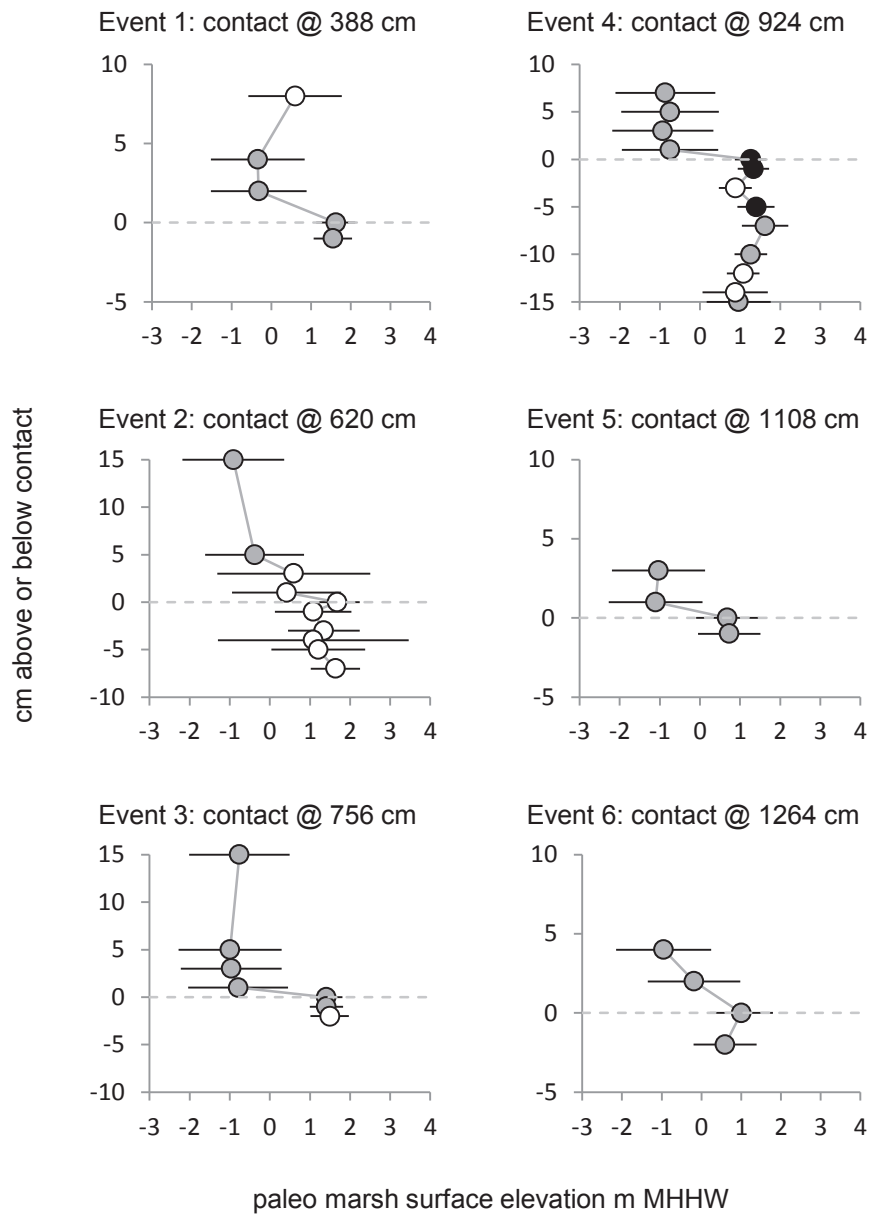 Event 1: contact @ 388 cm
10
5
0
-5
-3 -2 -1 0 1 2 3 4
Event 4: contact @ 924 cm
10
5
0
-5
-10
-15
-3 -2 -1 0 1 2 3 4
cm above or below contact
Event 2: contact @ 620 cm
15
10
5
0
-5
-10
-3 -2 -1 0 1 2 3 4
Event 5: contact @ 1108 cm
10
5
0
-5
-3 -2 -1 0 1 2 3 4
Event 3: contact @ 756 cm
15
10
5
0
-5
-10
-3 -2 -1 0 1 2 3 4
Event 6: contact @ 1264 cm
10
5
0
-5
-3 -2 -1 0 1 2 3 4
paleo marsh surface elevation m MHHW